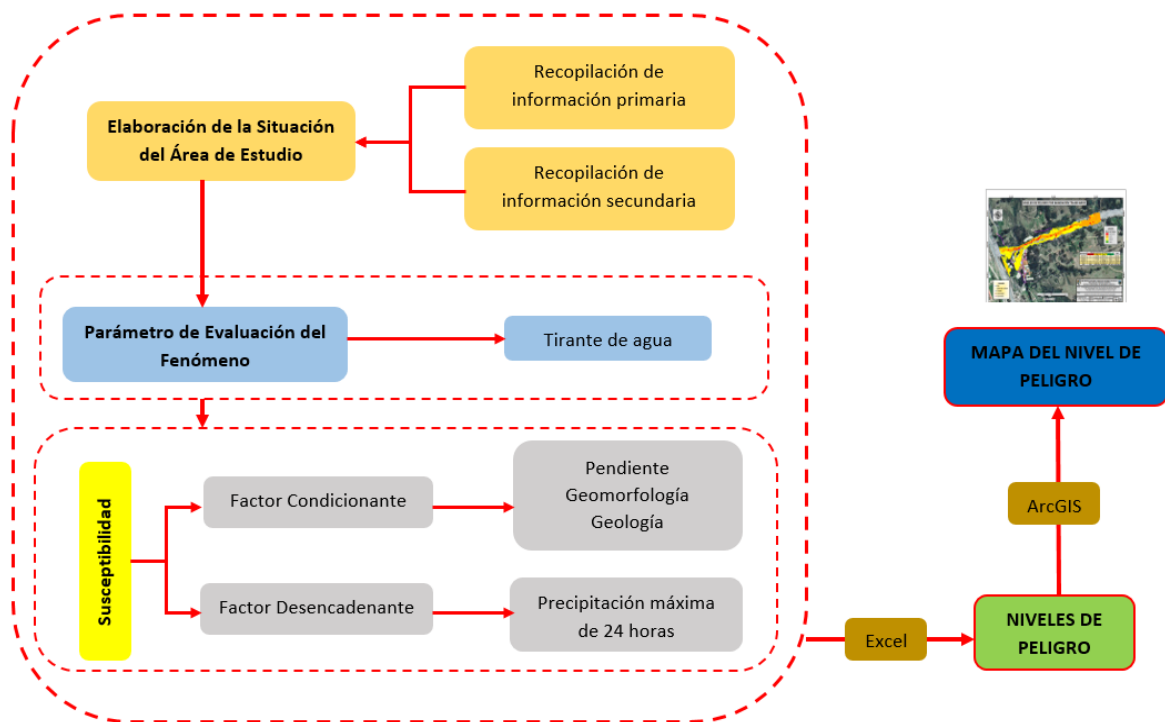 Recopilación de
información primaria
Elaboración de la Situación
del Área de Estudio
Recopilación de
información secundaria
Parámetro de Evaluación del
Fenómeno
Tirante de agua
MAPA DEL NIVEL DE
PELIGRO
Susceptibilidad
Factor Condicionante
Pendiente
Geomorfología
Geología
ArcGIS
Factor Desencadenante
Precipitación máxima
de 24 horas
Excel
NIVELES DE
PELIGRO